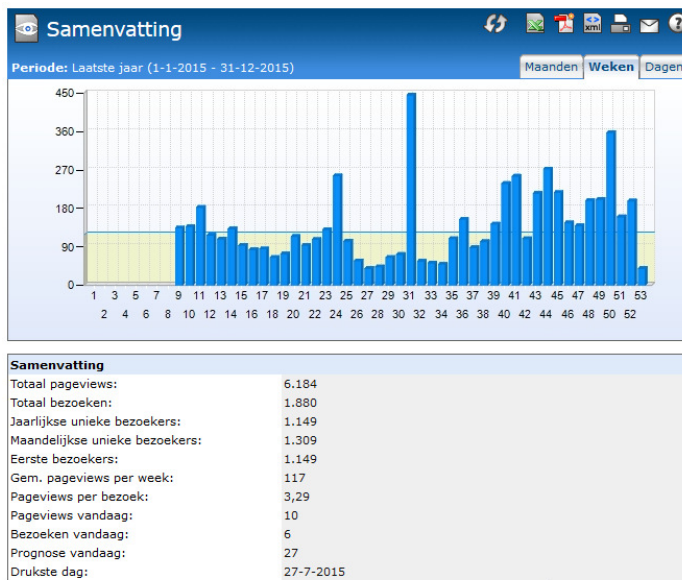 Samenvatting
xml
?
Periode: Laatste jaar (1-1-2015 - 31-12-2015)
Maanden Weken Dagen
450
360
270
180
90
0
1 3 5 7 9 11 13 15 17 19 21 23 25 27 29 31 33 35 37 39 41 43 45 47 49 51 53
2 4 6 8 10 12 14 16 18 20 22 24 26 28 30 32 34 36 38 40 42 44 46 48 50 52
Samenvatting
Totaal pageviews: 6.184
Totaal bezoeken: 1.880
Jaarlijkse unieke bezoekers: 1.149
Maandelijkse unieke bezoekers: 1.309
Eerste bezoekers: 1.149
Gem. pageviews per week: 117
Pageviews per bezoek: 3,29
Pageviews vandaag: 10
Bezoeken vandaag: 6
Prognose vandaag: 27
Drukste dag: 27-7-2015